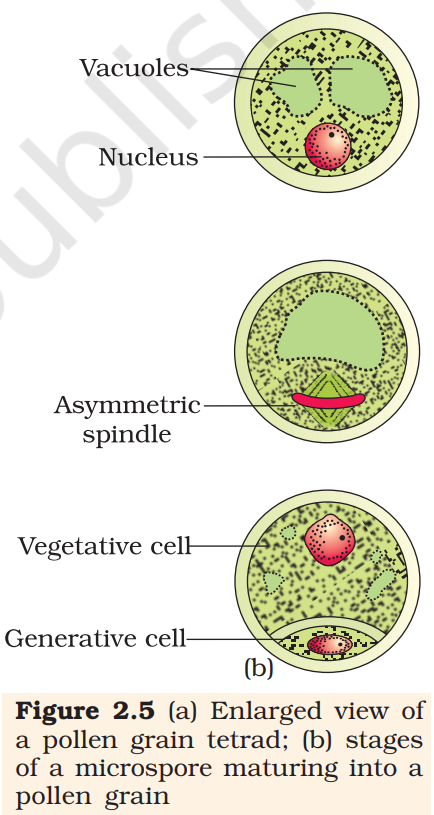 Vacuoles
Nucleus
Asymmetric
spindle
Vegetative cell
Generative cell
(b)
Figure 2.5 (a) Enlarged view of
a pollen grain tetrad; (b) stages
of a microspore maturing into a
pollen grain